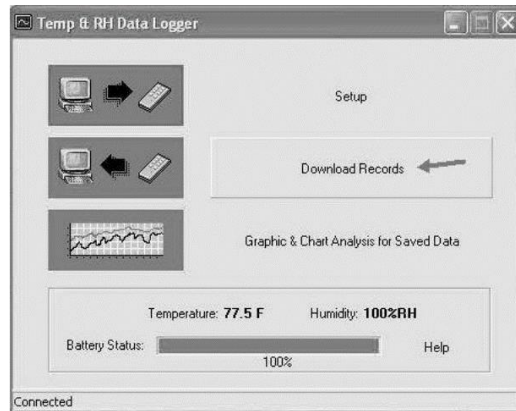 Temp & RH Data Logger
Setup
Download Records
Graphic & Chart Analysis for Saved Data
Temperature: 77.5 F Humidity: 100%RH
Battery Status: Help
100%
Connected